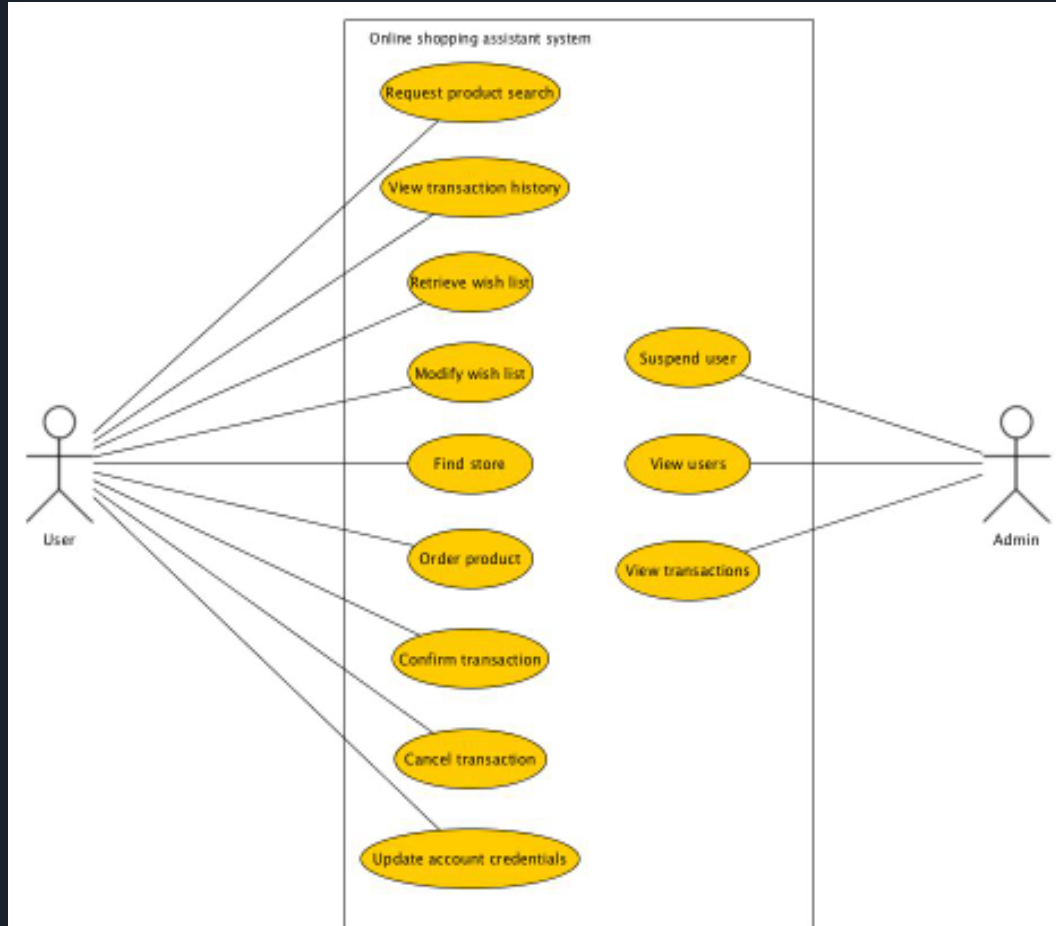 Online shopping assistant system
Request product search
View transaction history
Retrieve wish list
Modify wish list
Find store
Order product
Confirm transaction
Cancel transaction
Update account credentials
Suspend user
View users
View transactions
User
Admin